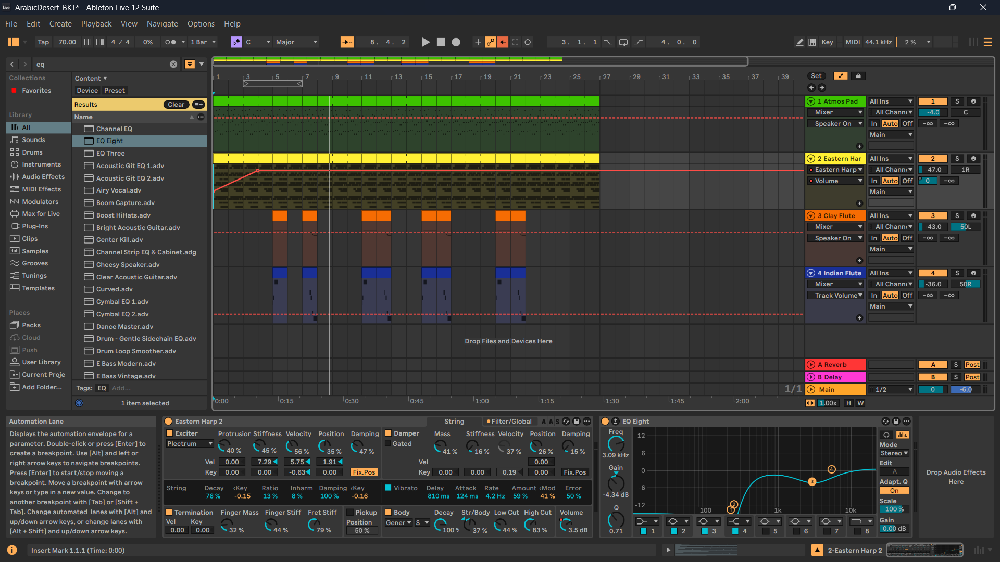 ArabicDesert_BKT* - Ableton Live 12 Suite
File Edit Create Playback View Navigate Options Help
Tap 70.00 4 / 4 0% 1 Bar C Major 8. 4. 2 3. 1. 1 4. 0. 0 Key MIDI 44.1 kHz 2 %
eq
Collections
Favorites
Library
All
Sounds
Drums
Instruments
Audio Effects
MIDI Effects
Modulators
Max for Live
Plug-Ins
Clips
Samples
Grooves
Tunings
Templates
Places
Packs
Cloud
Push
User Library
Current Proje
Add Folder...
Content
Device Preset
Results Clear
Name
Channel EQ
EQ Eight
EQ Three
Acoustic Git EQ 1.adv
Acoustic Git EQ 2.adv
Airy Vocal.adv
Boom Capture.adv
Boost HiHats.adv
Bright Acoustic Guitar.adv
Center Kill.adv
Channel Strip EQ & Cabinet.adg
Cheesy Speaker.adv
Clear Acoustic Guitar.adv
Curved.adv
Cymbal EQ 1.adv
Cymbal EQ 2.adv
Dance Master.adv
Drum - Gentle Sidechain EQ.adv
Drum Loop Smoother.adv
E Bass Modern.adv
E Bass Vintage.adv
Tags: EQ Add...
1 item selected
1 3 5 7 9 11 13 15 17 19 21 23 25 27 29 31 33 35 37 39
Set
1 Atmos Pad All Ins 1 S
Mixer All Channe -4.0 C
Speaker On In Auto Off -∞ -∞
Main
2 Eastern Har All Ins 2 S
Eastern Harp All Channe -47.0 1R
Volume In Auto Off 0 -∞
Main
3 Clay Flute All Ins 3 S
Mixer All Channe -43.0 50L
Speaker On In Auto Off -∞ -∞
Main
4 Indian Flute All Ins 4 S
Mixer All Channe -36.0 50R
Track Volume In Auto Off -∞ -∞
Main
Drop Files and Devices Here
A Reverb A S Post
B Delay B S Post
1/1 Main 1/2 0 -6.0
0:00 0:15 0:30 0:45 1:00 1:15 1:30 1:45 2:00
1.00x H W
Automation Lane
Displays the automation envelope for a
parameter. Double-click or press [Enter] to
create a breakpoint. Use [Alt] and left or
right arrow keys to navigate breakpoints.
Press [Enter] to start/stop moving a
breakpoint. Move a breakpoint with arrow
keys or type in a new value. Change to
another breakpoint with [Tab] or [Shift +
Tab]. Change automated lanes with [Alt] and
up/down arrow keys, or change lanes with
[Alt + Shift] and up/down arrow keys.
Eastern Harp 2 String Filter/Global A A S
Exciter Protrusion Stiffness Velocity Position Damping
Plectrum 40 % 45 % 56 % 35 % 47 %
Vel 0.00 7.29 5.75 1.91
Key 0.00 0.00 -0.63 0.00 Fix.Pos
Damper Mass Stiffness Velocity Position Damping
Gated 41 % 16 % 37 % 26 % 15 %
Vel 0.00
Key 0.00 0.00 0.19 0.00 Fix.Pos
String Decay <Key Ratio Inharm Damping <Key
76 % -0.15 13 % 8 % 100 % -0.16
Vibrato Delay Attack Rate Amount <Mod Error
810 ms 124 ms 4.2 Hz 59 % 41 % 50 %
Termination Finger Mass Finger Stiff Fret Stiff
Vel Key
0.00 0.00 32 % 44 % 79 %
Pickup
Position
50 %
Body Decay Str/Body Low Cut High Cut Volume
Generi S 100 % 37 % 44 % 83 % 3.5 dB
EQ Eight
Freq
3.09 kHz
Gain
-4.34 dB
Q
0.71
12
6
0
-6
-12
100 1k 10k
1 2 3 4
1 2 3 4 5 6 7 8
Mode
Stereo
Edit
A
Adapt. Q
On
Scale
100 %
Gain
0.00 dB
Drop Audio Effects
Here
Insert Mark 1.1.1 (Time: 0:00)
2-Eastern Harp 2